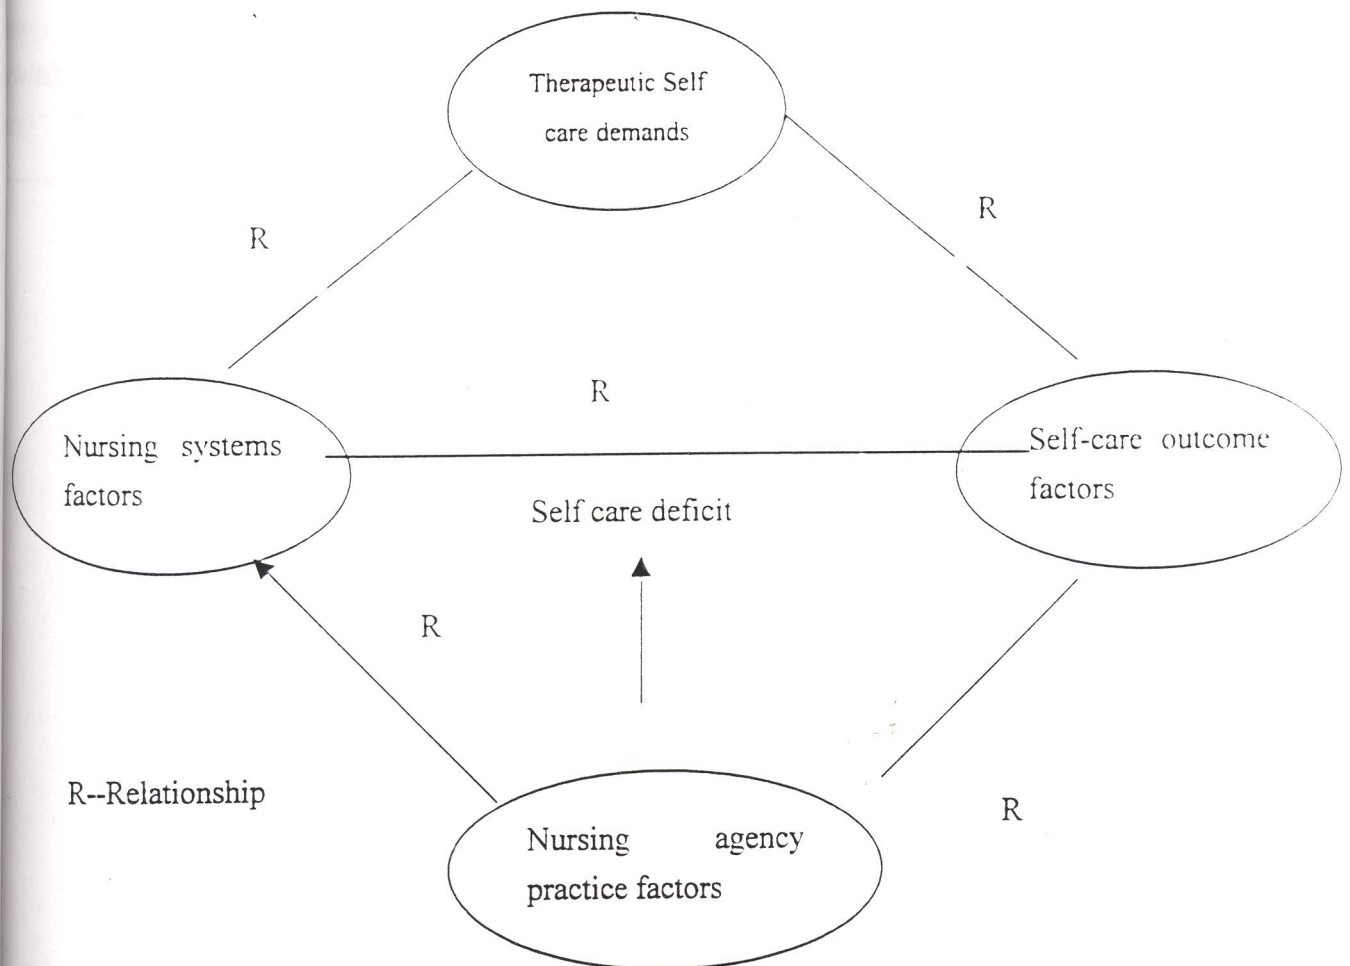 Therapeutic Self
care demands
R
R
R
Nursing systems
factors
Self-care outcome
factors
Self care deficit
R
R--Relationship
R
Nursing agency
practice factors